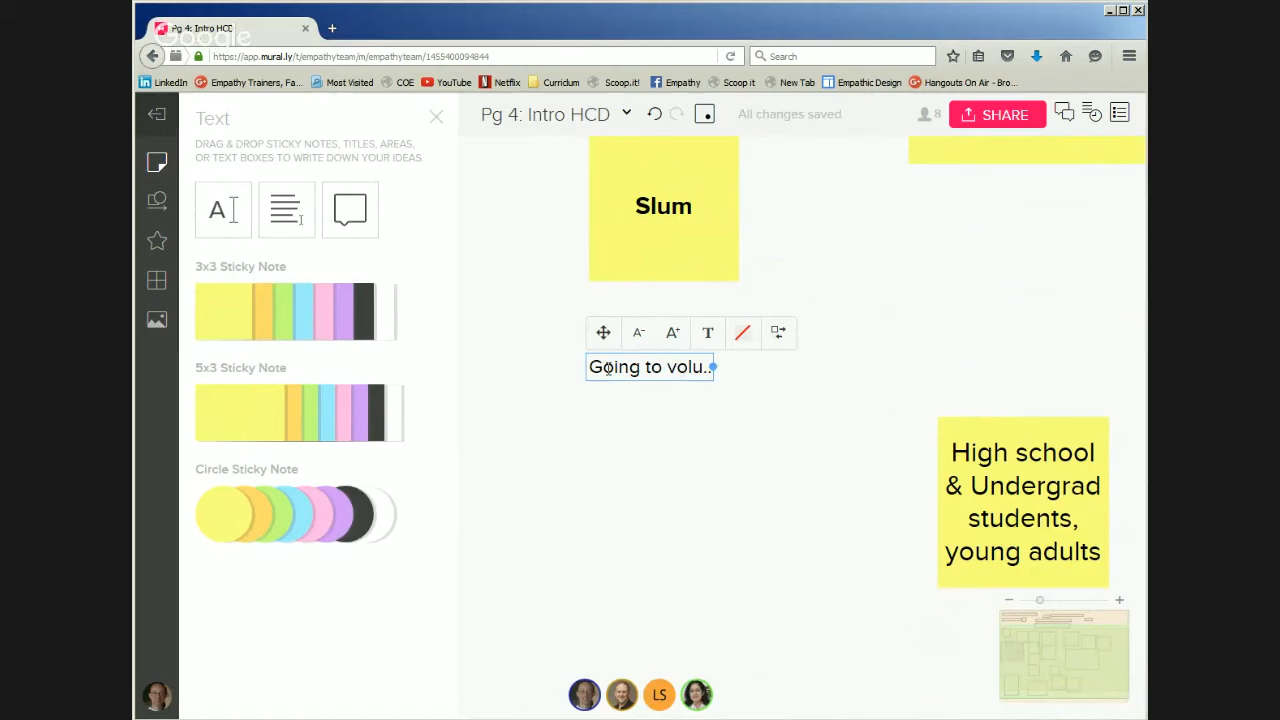 Pg 4: Intro HCD
Google
https://app.mural.ly/t/empathyteam/m/empathyteam/1455400094844
Search
LinkedIn
Empathy Trainers, Fa...
Most Visited
COE
YouTube
Netflix
Curridum
Scoop.it!
Empathy
Scoop it
New Tab
Empathic Design
Hangouts On Air - Bro...
Text
Pg 4: Intro HCD
All changes saved
8
SHARE
DRAG & DROP STICKY NOTES, TITLES, AREAS,
OR TEXT BOXES TO WRITE DOWN YOUR IDEAS
A
3x3 Sticky Note
5x3 Sticky Note
Circle Sticky Note
Slum
A-
A+
T
Going to volu..
High school
& Undergrad
students,
young adults
LS